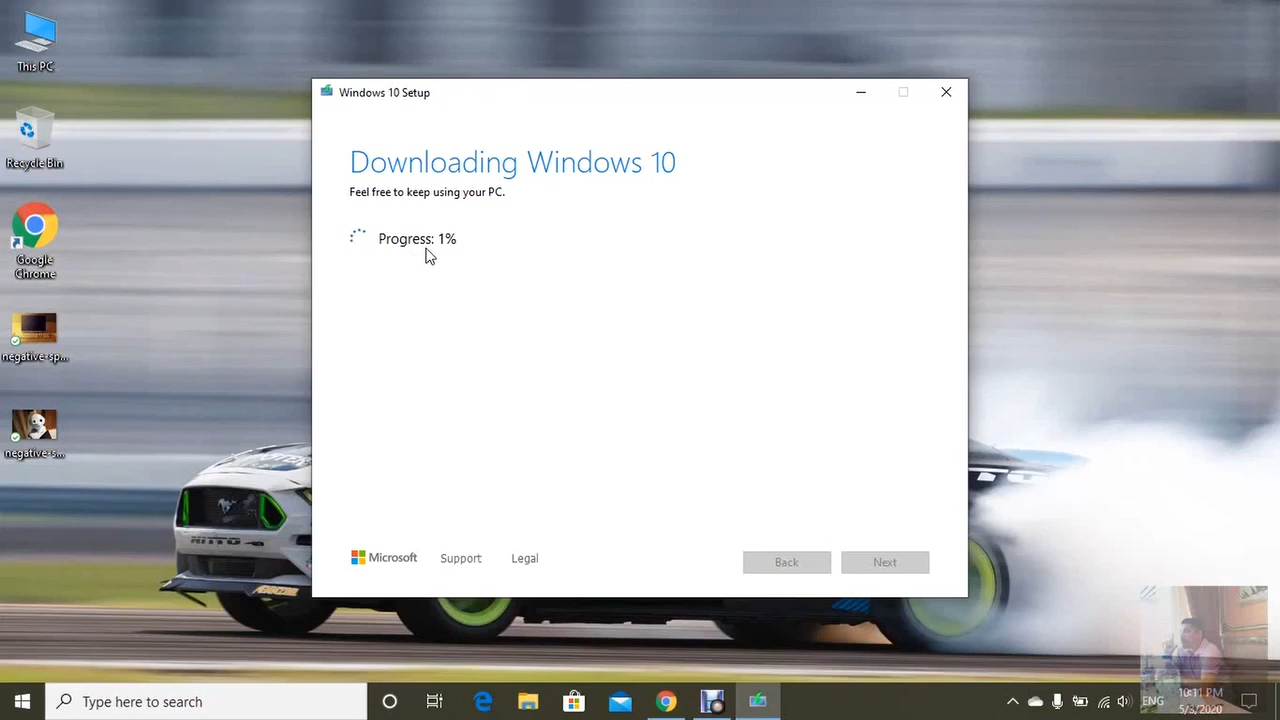 This PC
Recycle Bin
Google
Chrome
negative-sp...
negative-s...
Windows 10 Setup
Downloading Windows 10
Feel free to keep using your PC.
Progress: 1%
Microsoft
Support
Legal
Back
Next
Type here to search
ENG
10:11 PM
5/3/2020